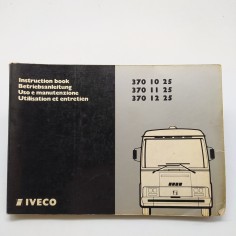 Instruction book
Betriebsanleitung
Uso e manutenzione
Utilisation et entretien
370 10 25
370 11 25
370 12 25
IVECO